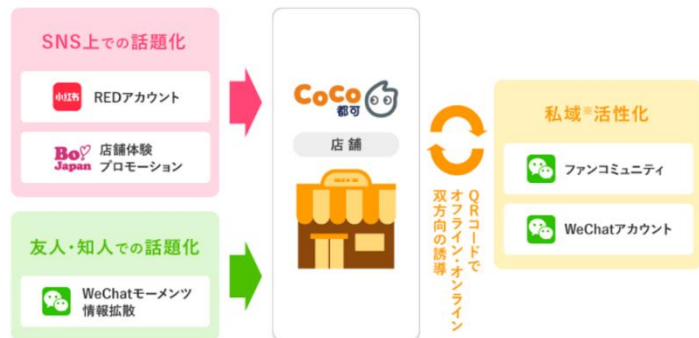 SNS上での話題化
小红书
REDアカウント
Bo
Japan
店舗体験
プロモーション
友人・知人での話題化
WeChatモーメンツ
情報拡散
CoCo
都可
店舗
QRコードで
オフライン・オンライン
双方向の誘導
私域※活性化
ファンコミュニティ
WeChatアカウント